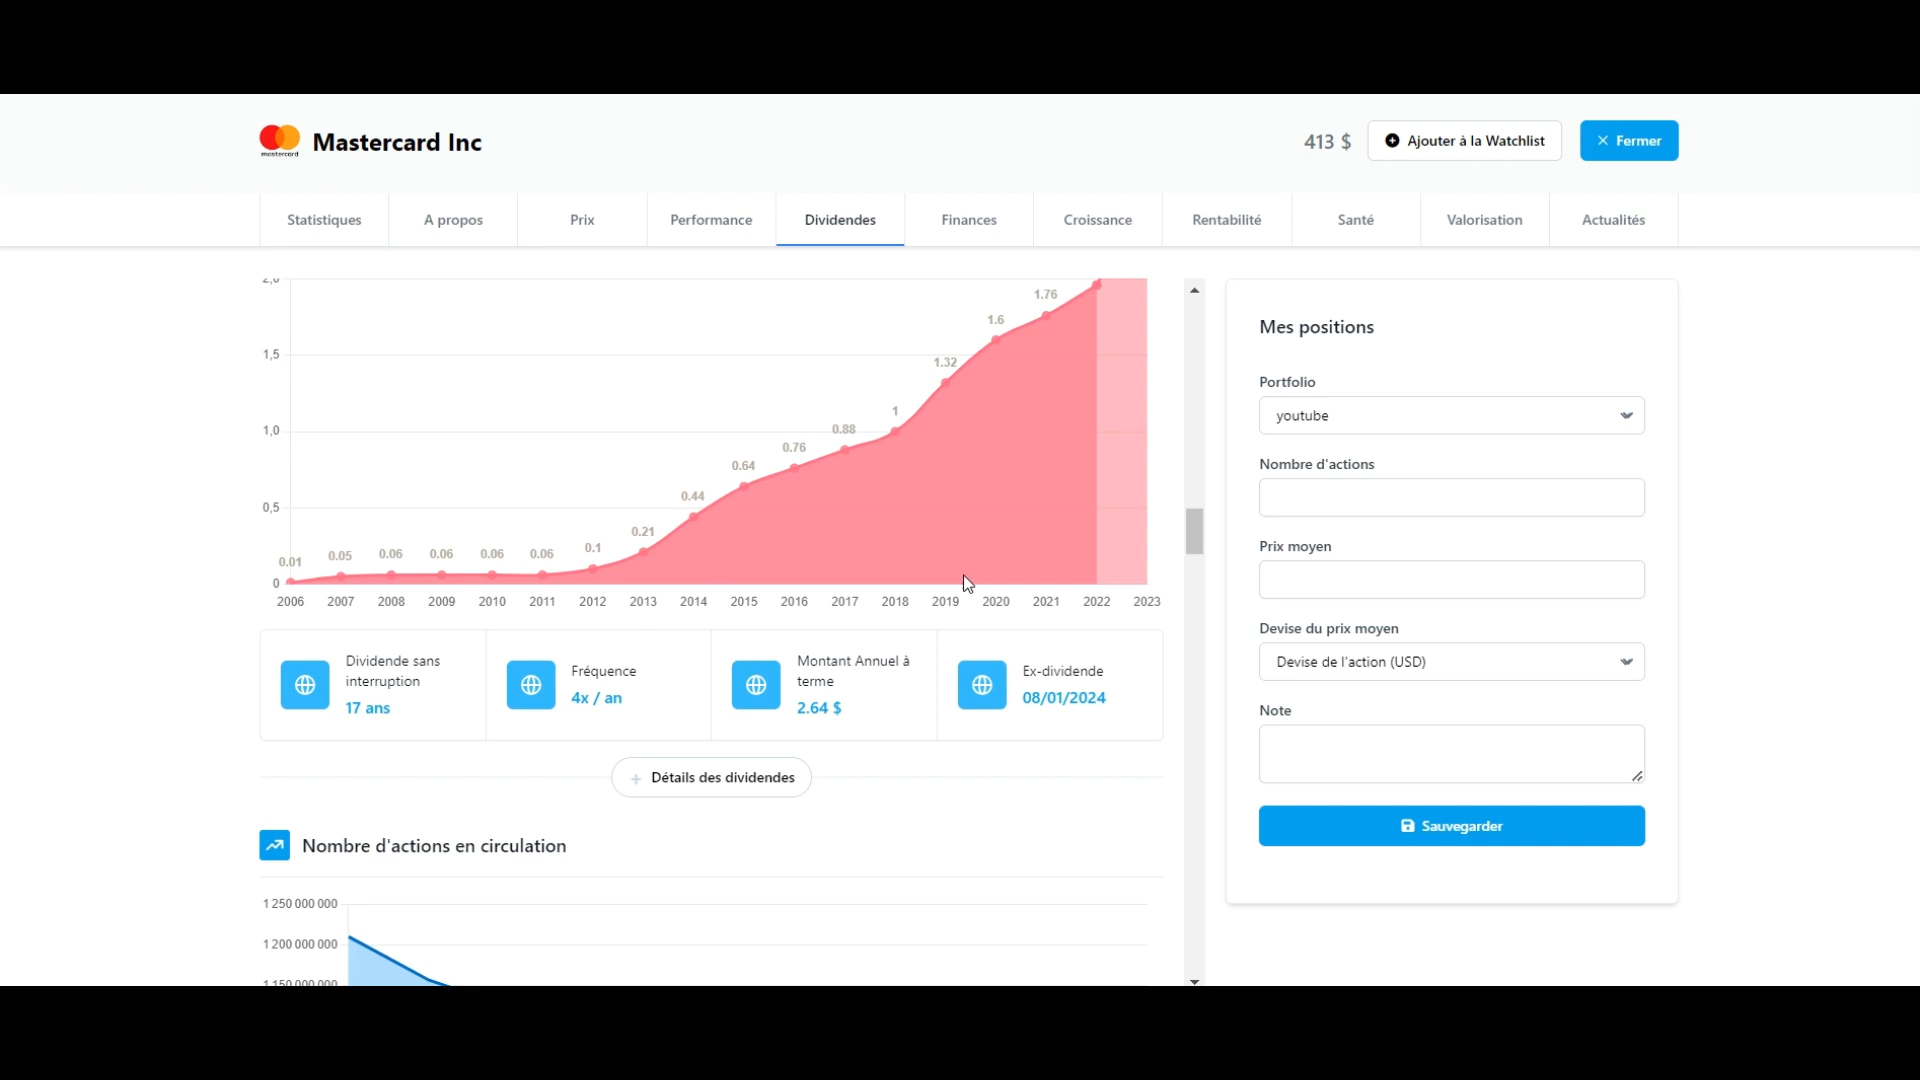 mastercard
Mastercard Inc
413 $
Ajouter à la Watchlist
Fermer
Statistiques
A propos
Prix
Performance
Dividendes
Finances
Croissance
Rentabilité
Santé
Valorisation
Actualités
2,0
1,5
1,0
0,5
0
0.01
0.05
0.06
0.06
0.06
0.06
0.1
0.21
0.44
0.64
0.76
0.88
1
1.32
1.6
1.76
2006
2007
2008
2009
2010
2011
2012
2013
2014
2015
2016
2017
2018
2019
2020
2021
2022
2023
Dividende sans
interruption
17 ans
Fréquence
4x / an
Montant Annuel à
terme
2.64 $
Ex-dividende
08/01/2024
Détails des dividendes
Nombre d'actions en circulation
1 250 000 000
1 200 000 000
1 150 000 000
Mes positions
Portfolio
youtube
Nombre d'actions
Prix moyen
Devise du prix moyen
Devise de l'action (USD)
Note
Sauvegarder